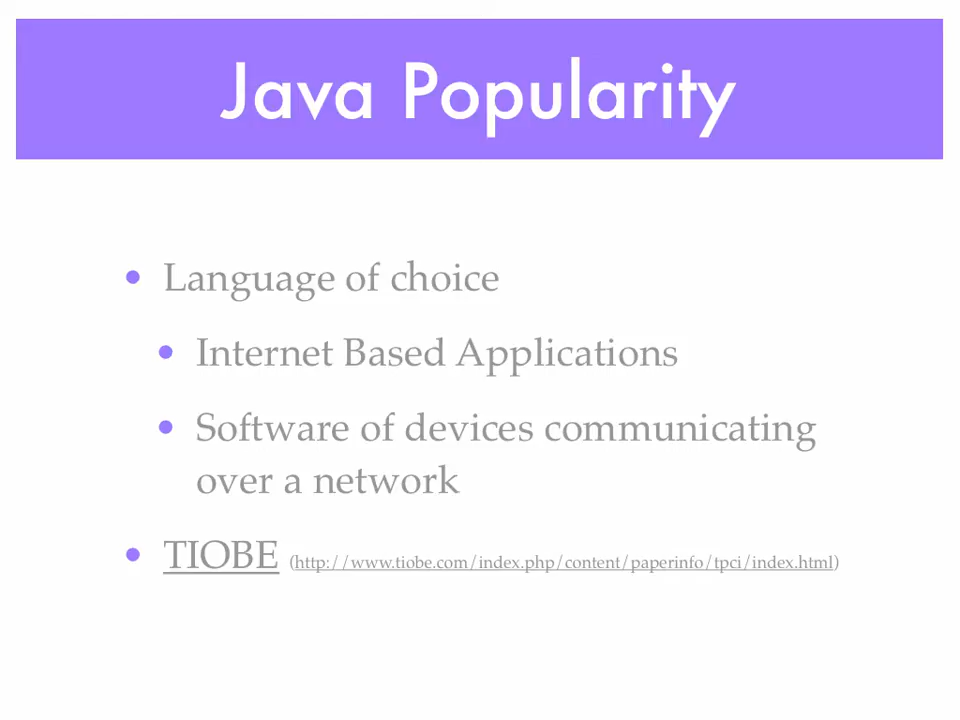 Java Popularity
• Language of choice
• Internet Based Applications
• Software of devices communicating
over a network
• TIOBE (http://www.tiobe.com/index.php/content/paperinfo/tpci/index.html)